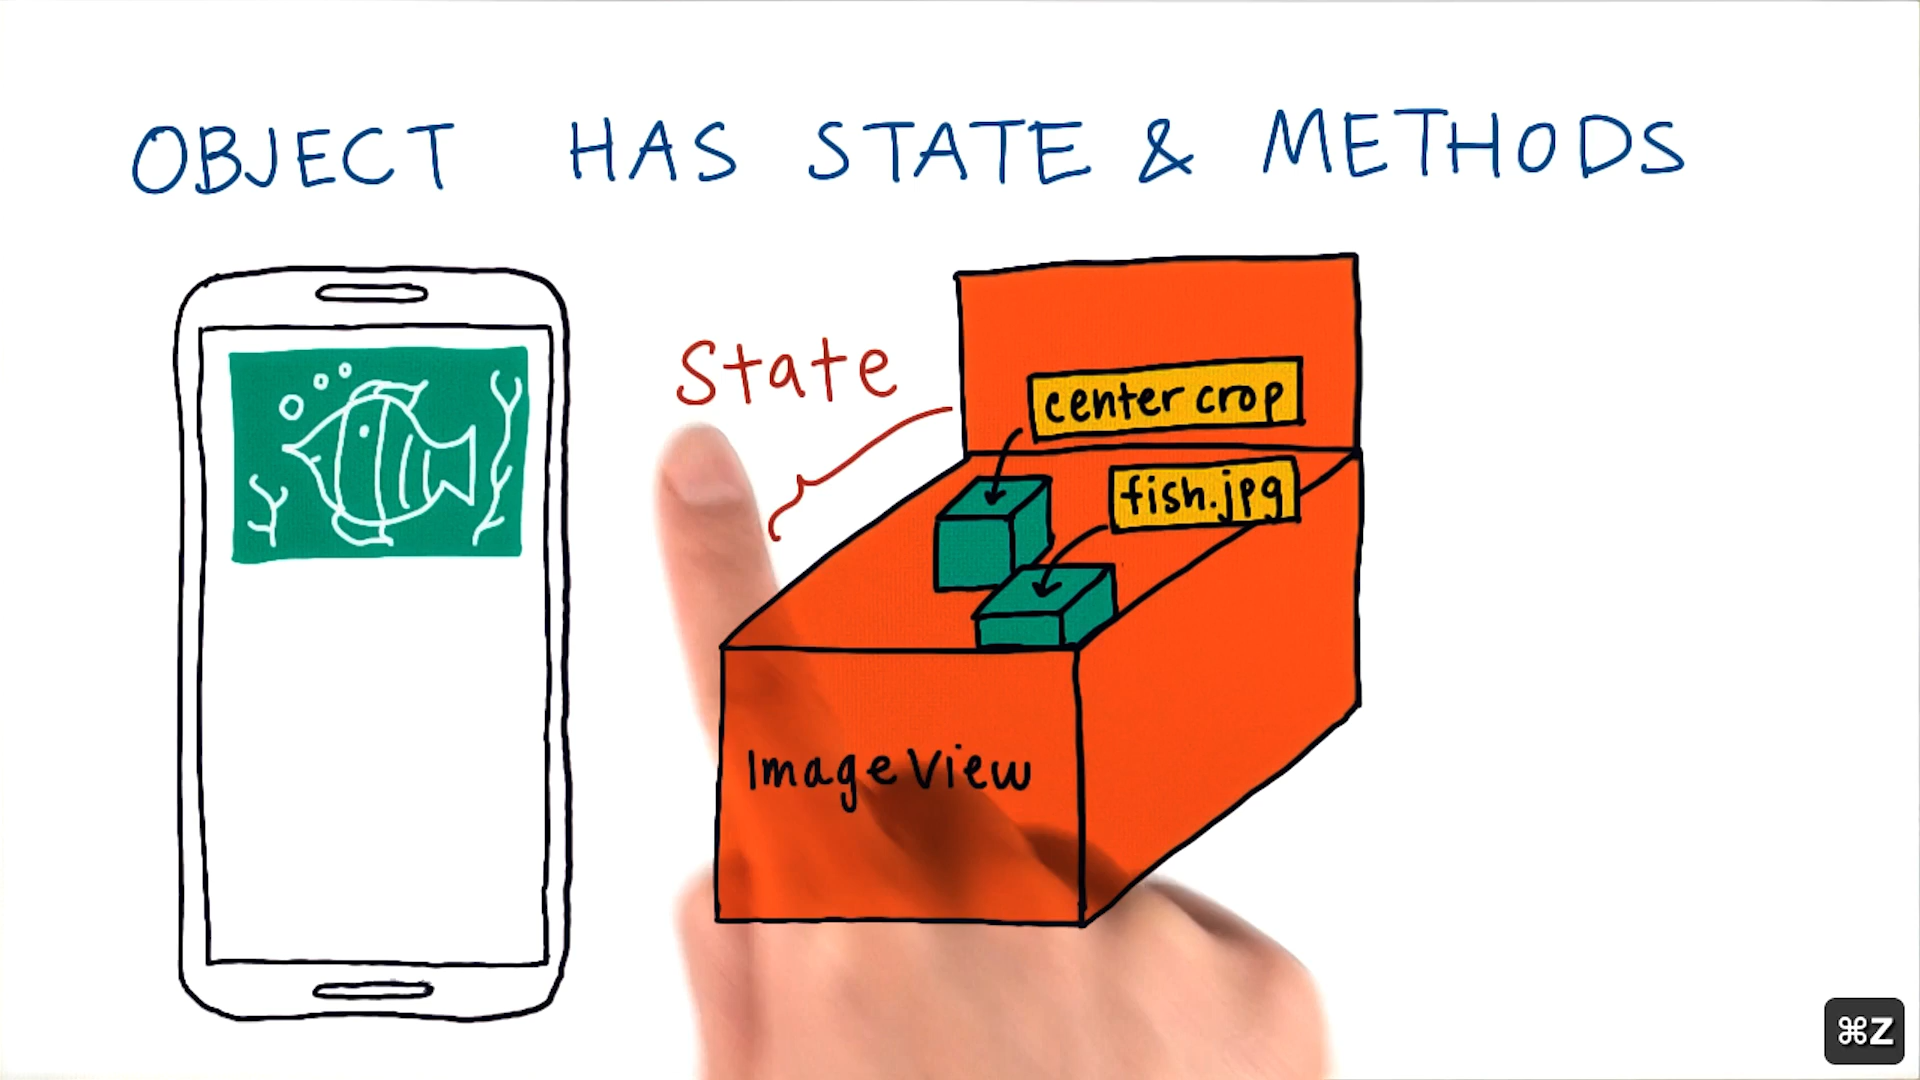 OBJECT HAS STATE & METHODS
State
center crop
fish.jpg
ImageView
⌘Z